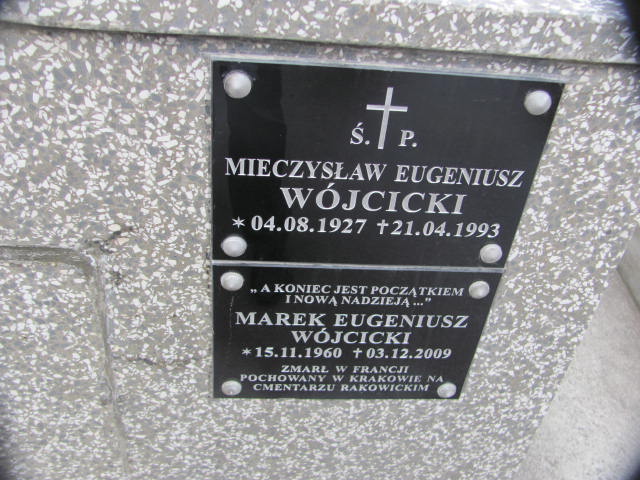 Ś. P.
MIECZYSŁAW EUGENIUSZ
WÓJCICKI
* 04.08.1927 † 21.04.1993
„A KONIEC JEST POCZĄTKIEM
I NOWĄ NADZIEJĄ ..."
MAREK EUGENIUSZ
WÓJCICKI
* 15.11.1960 † 03.12.2009
ZMARŁ W FRANCJI
POCHOWANY W KRAKOWIE NA
CMENTARZU RAKOWICKIM